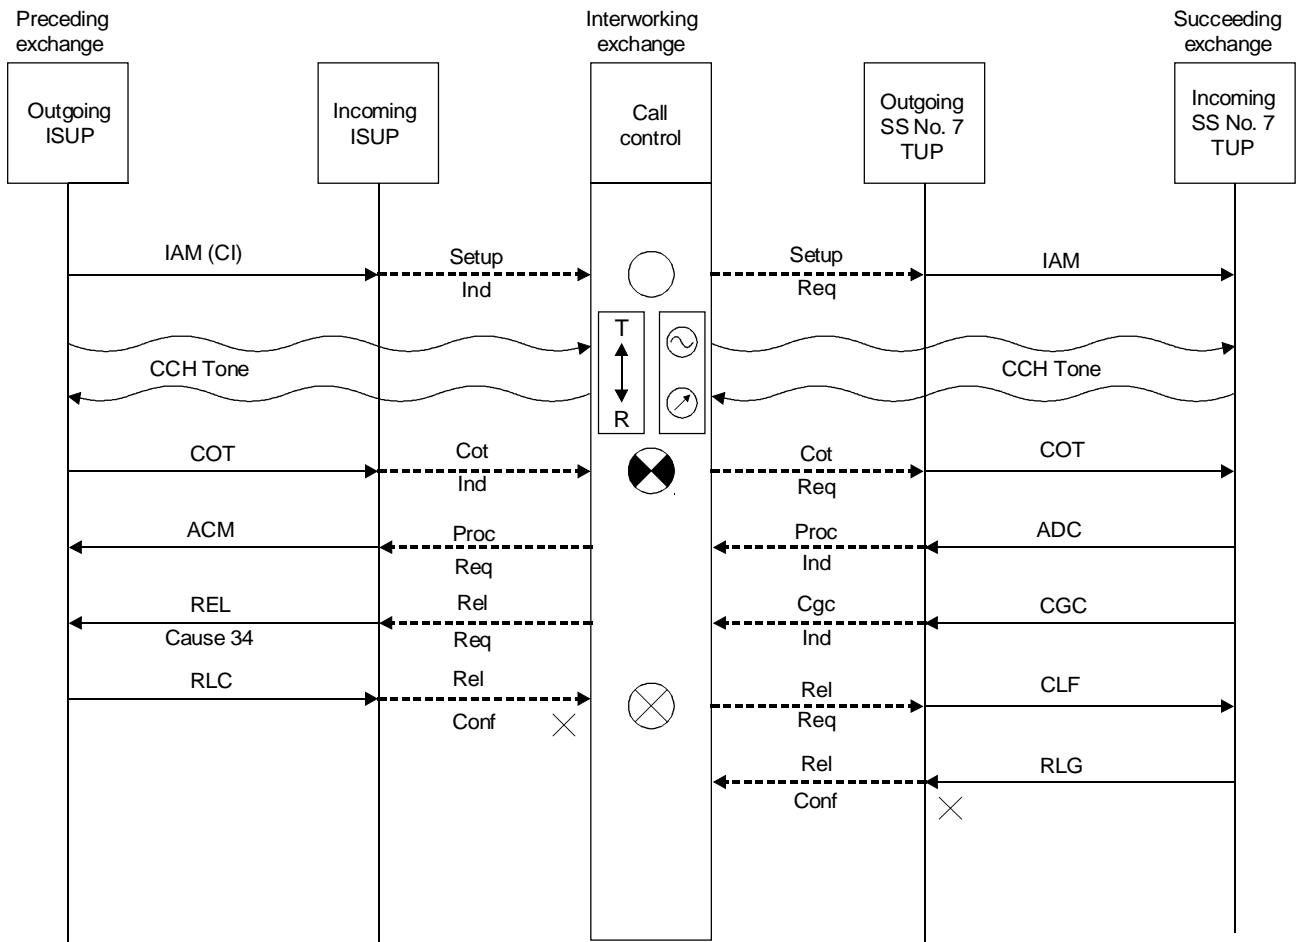 Preceding
exchange
Interworking
exchange
Succeeding
exchange
Outgoing
ISUP
Incoming
ISUP
Call
control
Outgoing
SS No. 7
TUP
Incoming
SS No. 7
TUP
IAM (CI)
Setup
Ind
Setup
Req
IAM
CCH Tone
T
R
CCH Tone
COT
Cot
Ind
Cot
Req
COT
ACM
Proc
Req
Proc
Ind
ADC
REL
Cause 34
Rel
Req
Cgc
Ind
CGC
RLC
Rel
Conf
Rel
Req
CLF
Rel
Conf
RLG